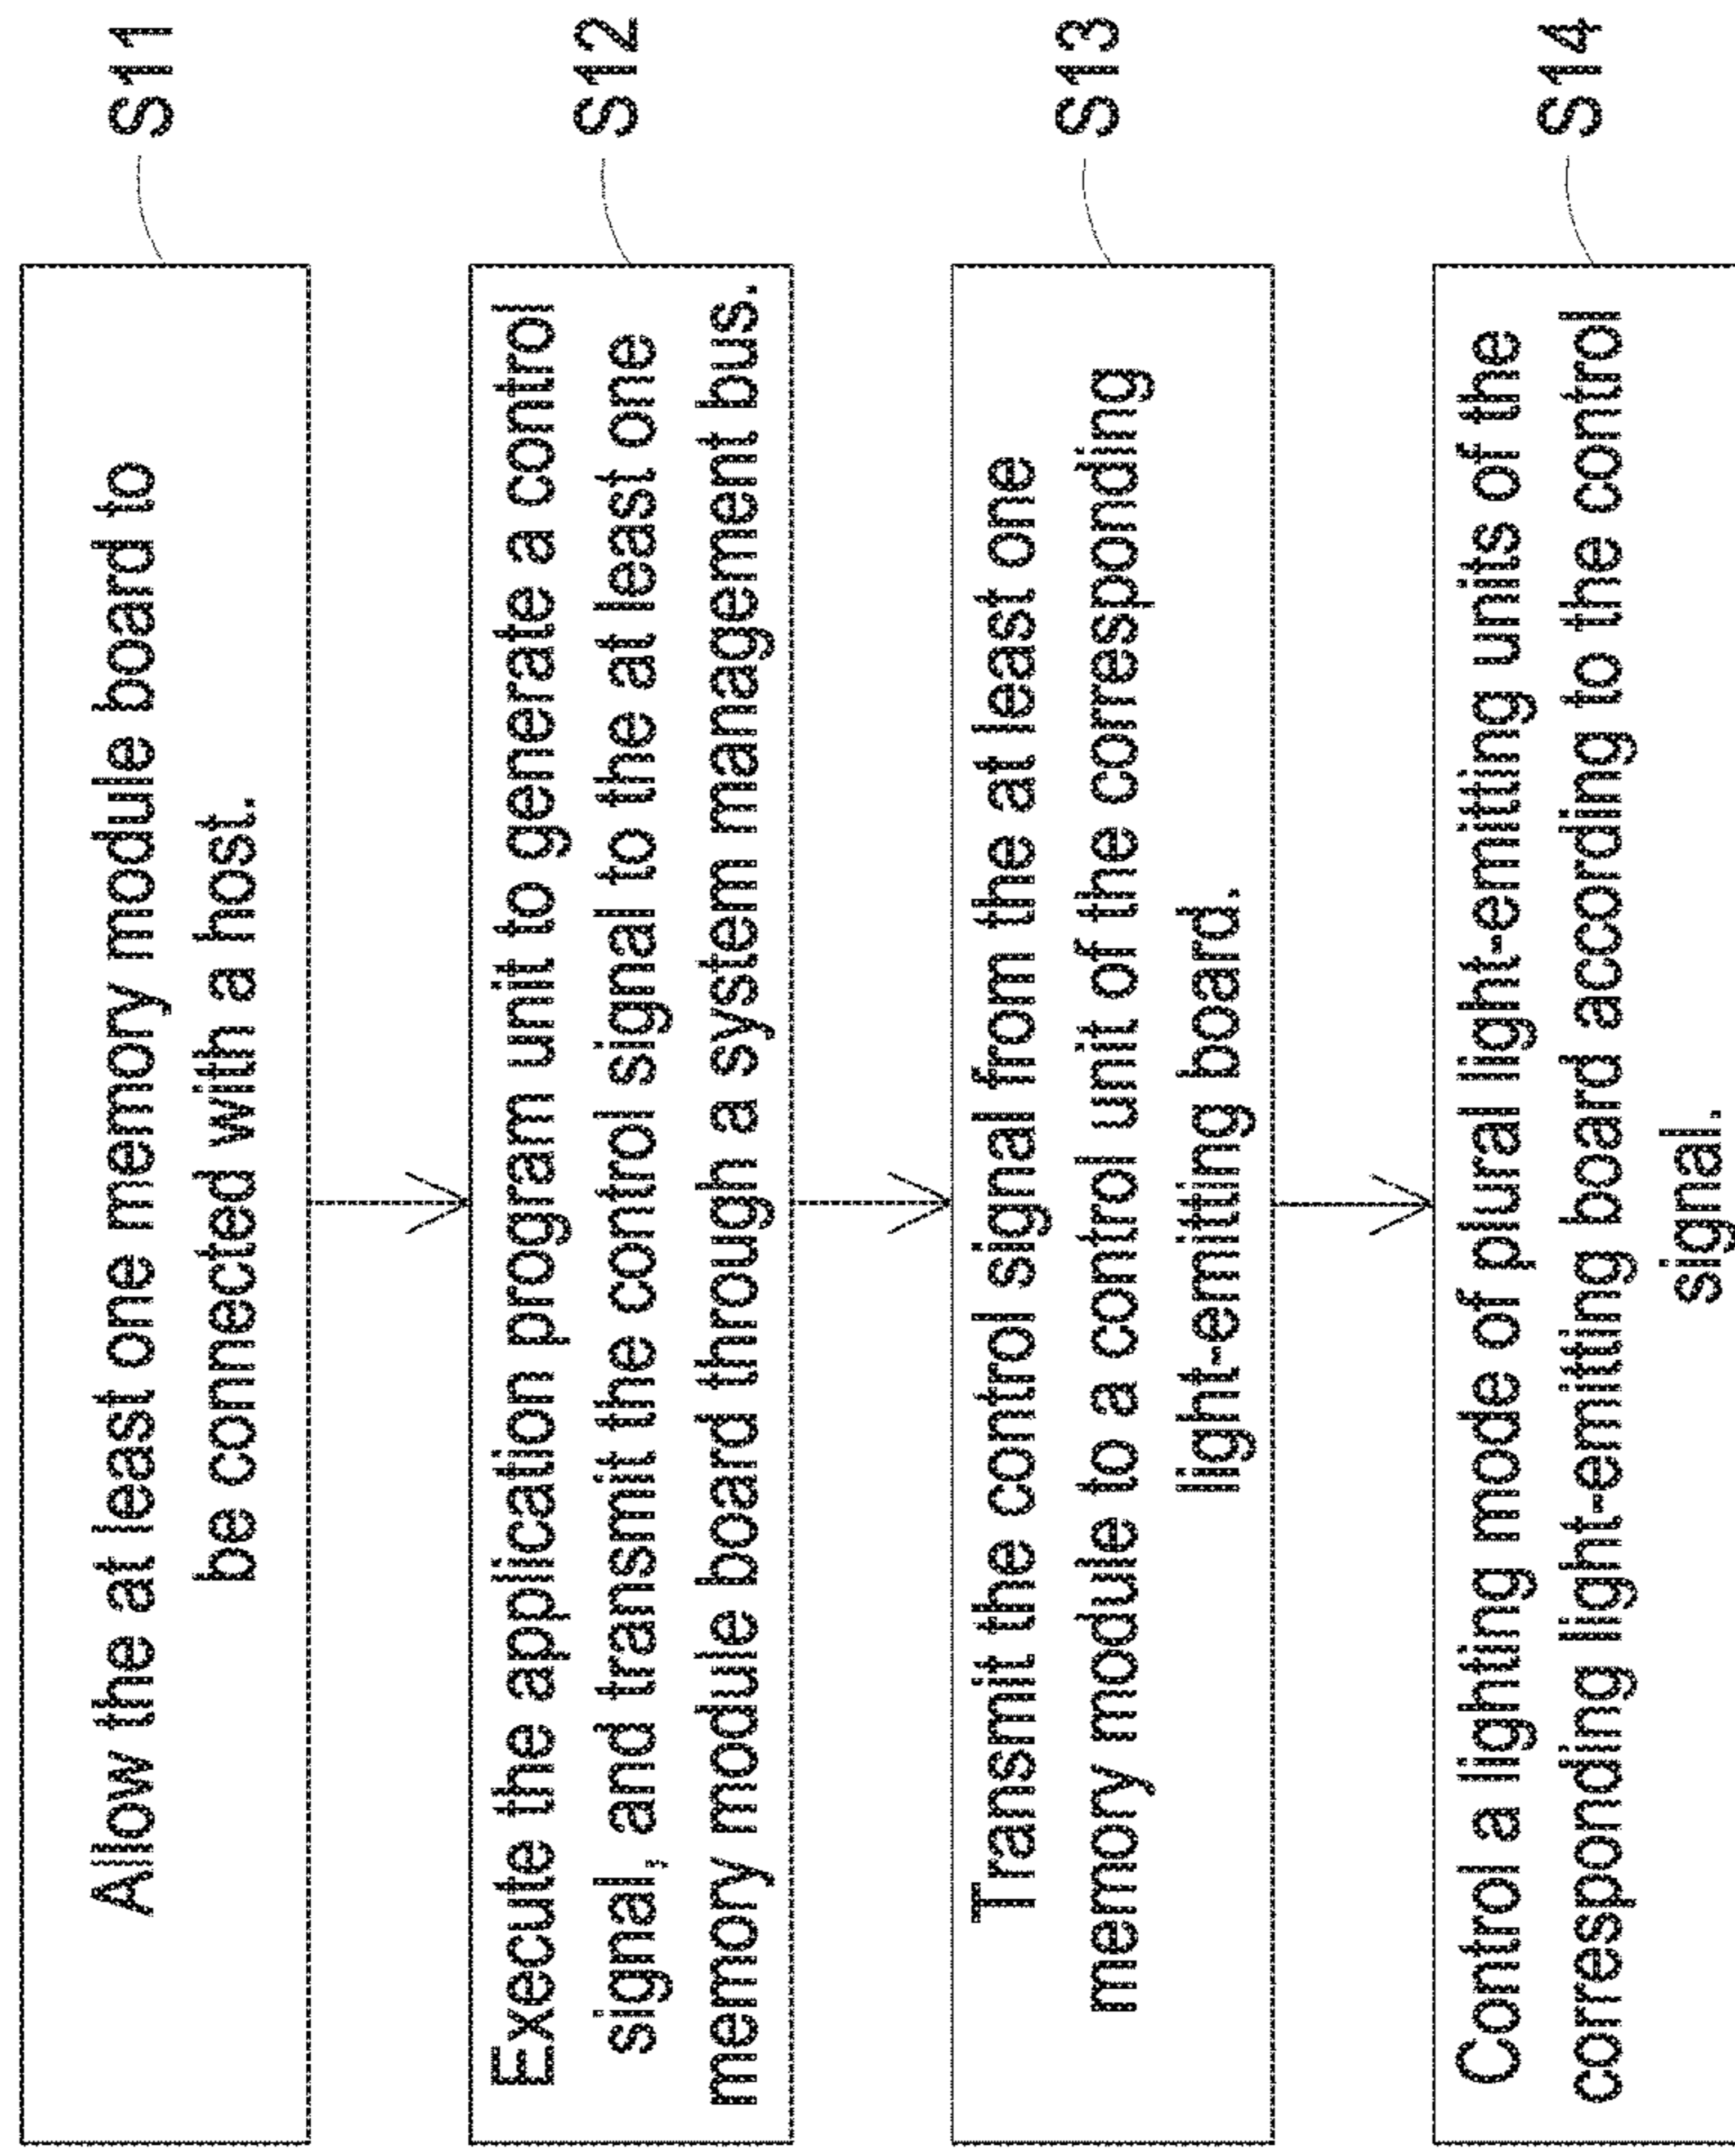 Allow the at least one memory module board to
be connected with a host.
S11
Execute the application program unit to generate a control
signal, and transmit the control signal to the at least one
memory module board through a system management bus.
S12
Transmit the control signal from the at least one
memory module to a control unit of the corresponding
light-emitting board.
S13
Control a lighting mode of plural light-emitting units of the
corresponding light-emitting board according to the control
signal.
S14